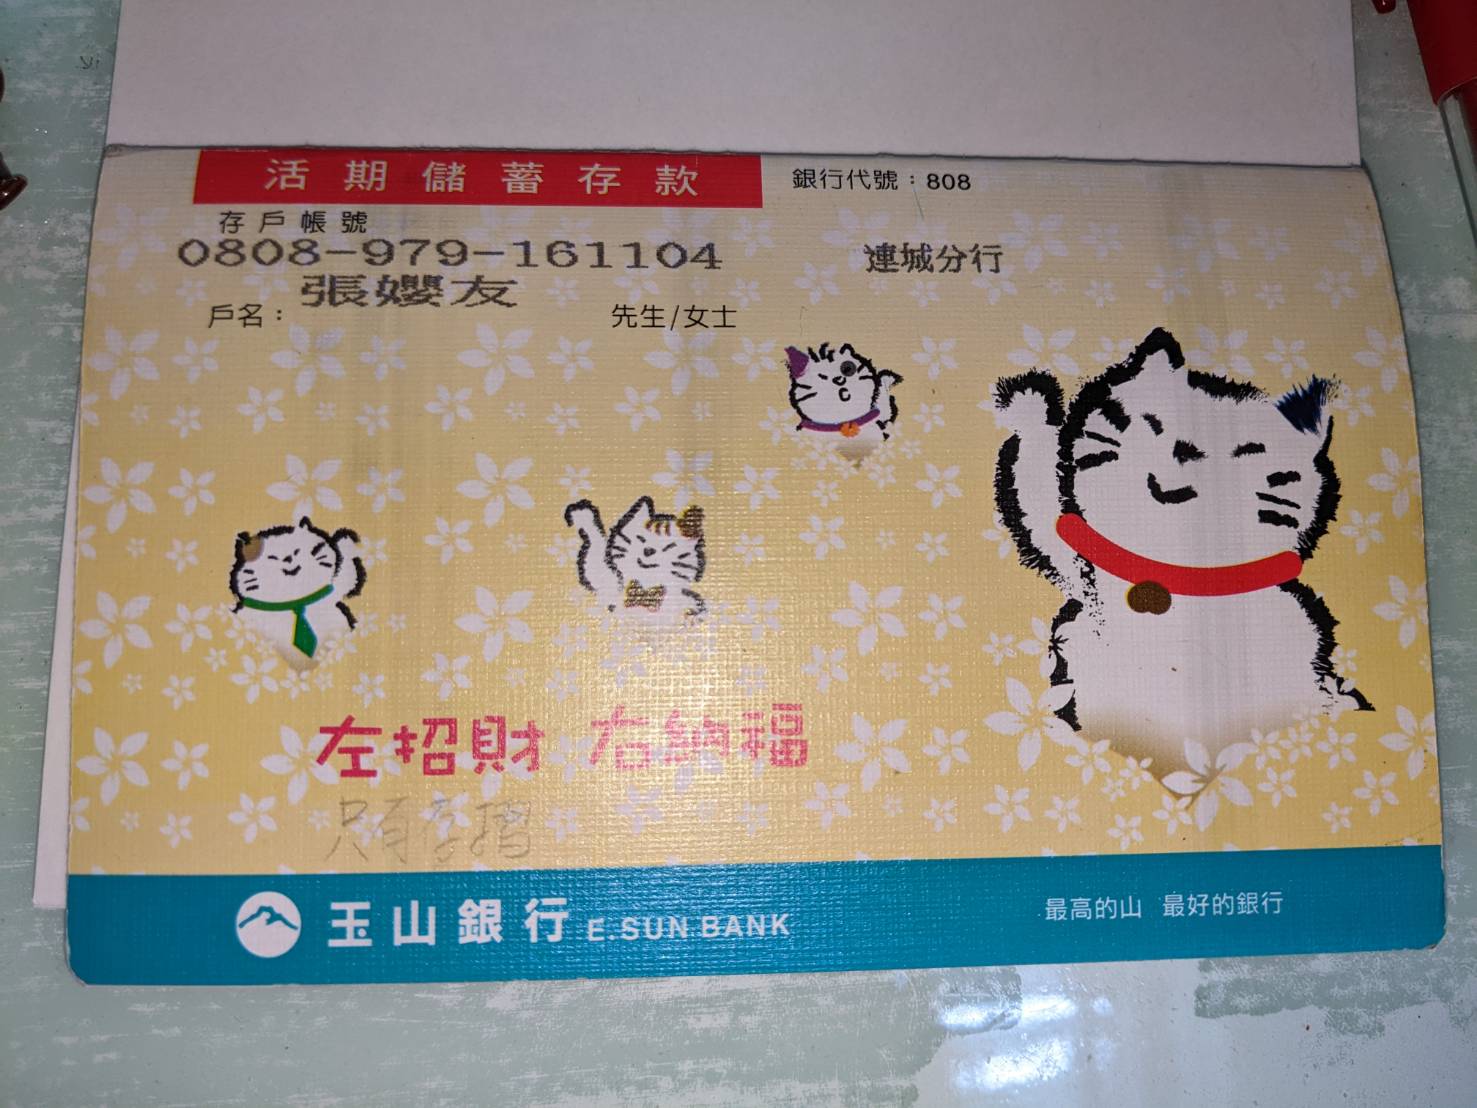 活期儲蓄存款
銀行代號：808
存戶帳號
0808-979-161104
連城分行
戶名：張嬰友 先生/女士
左招財 右納福
只有存摺
玉山銀行 E.SUN BANK
最高的山 最好的銀行